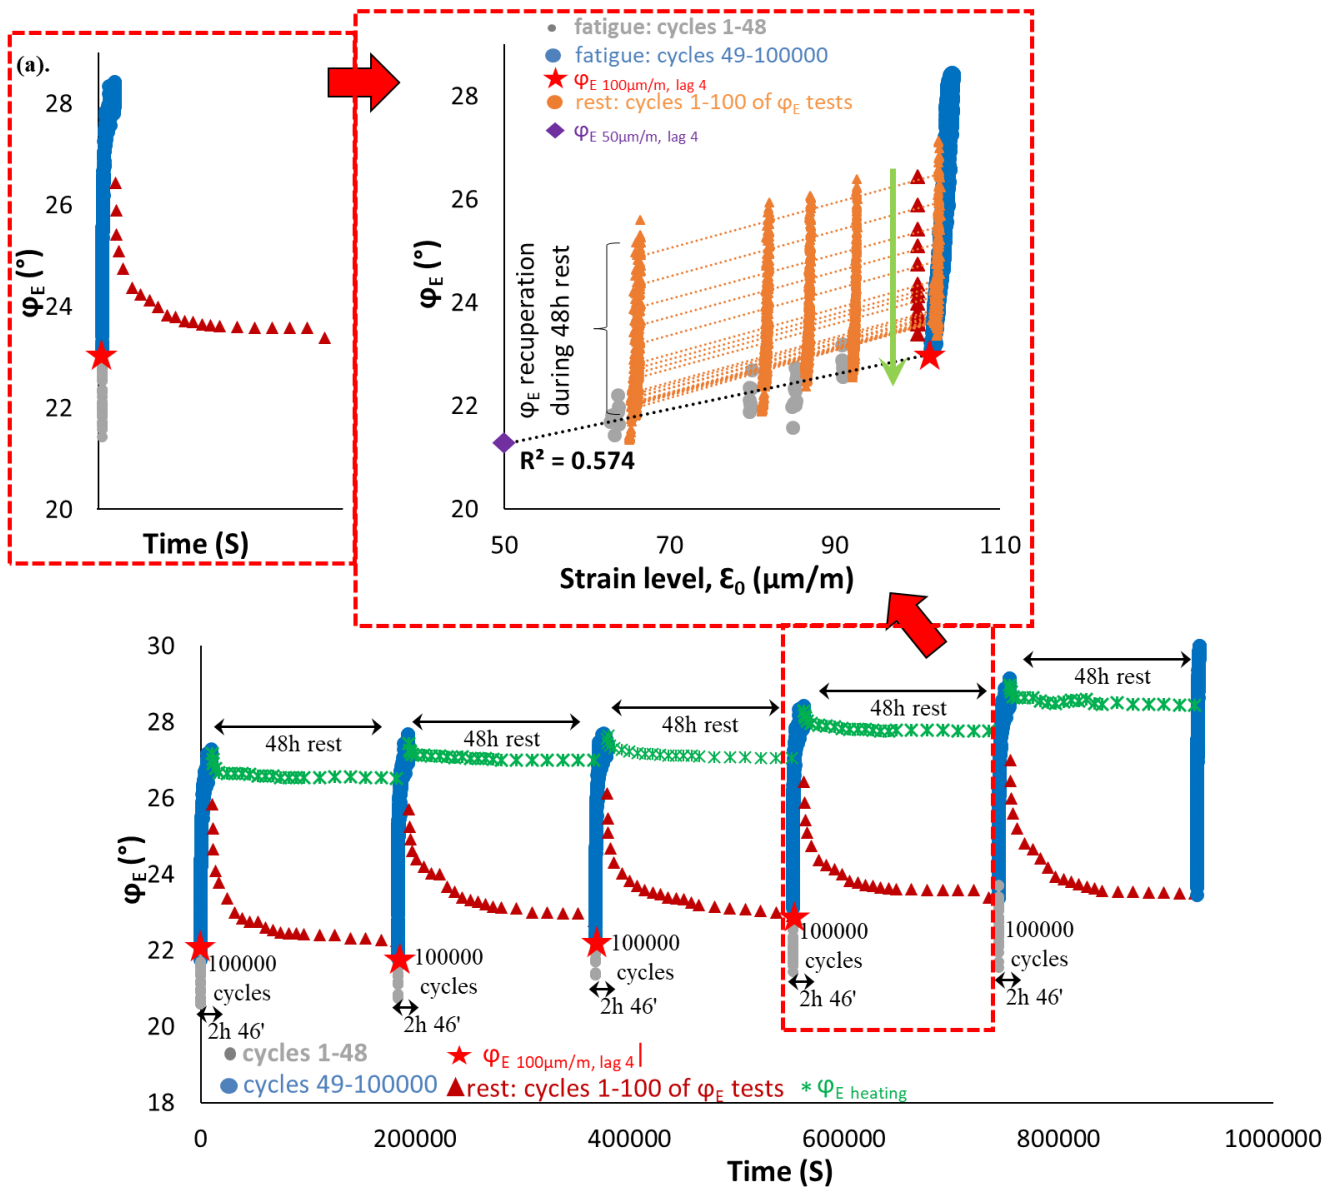 (a).
28
26
24
22
20
φE (°)
Time (S)
fatigue: cycles 1-48
fatigue: cycles 49-100000
φE 100μm/m, lag 4
rest: cycles 1-100 of φE tests
φE 50μm/m, lag 4
28
26
24
22
20
φE (°)
φE recuperation
during 48h rest
R² = 0.574
50
70
90
110
Strain level, Ɛ0 (μm/m)
30
28
26
24
22
20
18
φE (°)
48h rest
48h rest
48h rest
48h rest
48h rest
100000
cycles
2h 46'
100000
cycles
2h 46'
100000
cycles
2h 46'
100000
cycles
2h 46'
100000
cycles
2h 46'
cycles 1-48
φE 100μm/m, lag 4
cycles 49-100000
rest: cycles 1-100 of φE tests
φE heating
0
200000
400000
600000
800000
1000000
Time (S)